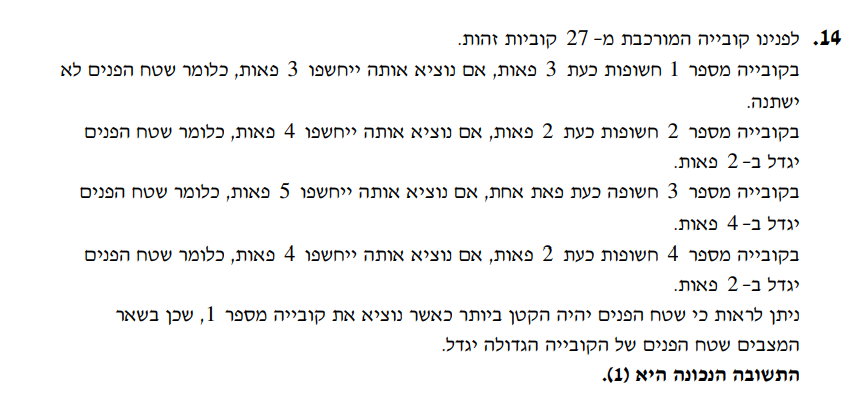 14. לפנינו קובייה המורכבת מ- 27 קוביות זהות.
בקובייה מספר 1 חשופות כעת 3 פאות, אם נוציא אותה ייחשפו 3 פאות, כלומר שטח הפנים לא
ישתנה.
בקובייה מספר 2 חשופות כעת 2 פאות, אם נוציא אותה ייחשפו 4 פאות, כלומר שטח הפנים
יגדל ב- 2 פאות.
בקובייה מספר 3 חשופה כעת פאת אחת, אם נוציא אותה ייחשפו 5 פאות, כלומר שטח הפנים
יגדל ב- 4 פאות.
בקובייה מספר 4 חשופות כעת 2 פאות, אם נוציא אותה ייחשפו 4 פאות, כלומר שטח הפנים
יגדל ב- 2 פאות.
ניתן לראות כי שטח הפנים יהיה הקטן ביותר כאשר נוציא את קובייה מספר 1, שכן בשאר
המצבים שטח הפנים של הקובייה הגדולה יגדל.
התשובה הנכונה היא (1).